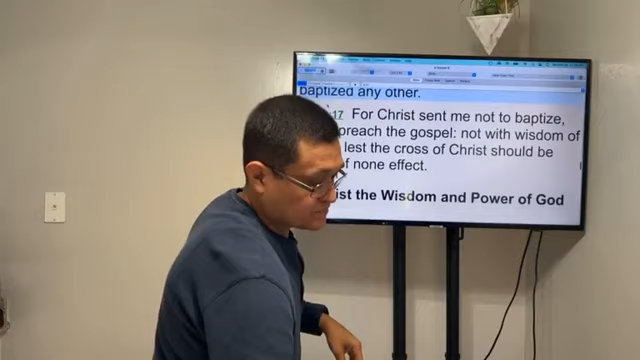 baptized any other.
17 For Christ sent me not to baptize,
preach the gospel: not with wisdom of
lest the cross of Christ should be
of none effect.
the Wisdom and Power of God